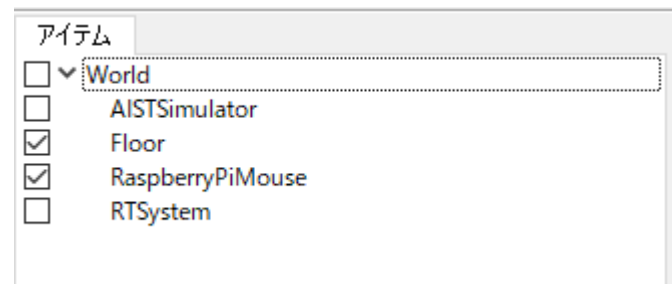 アイテム
World
AISTSimulator
Floor
RaspberryPiMouse
RTSystem